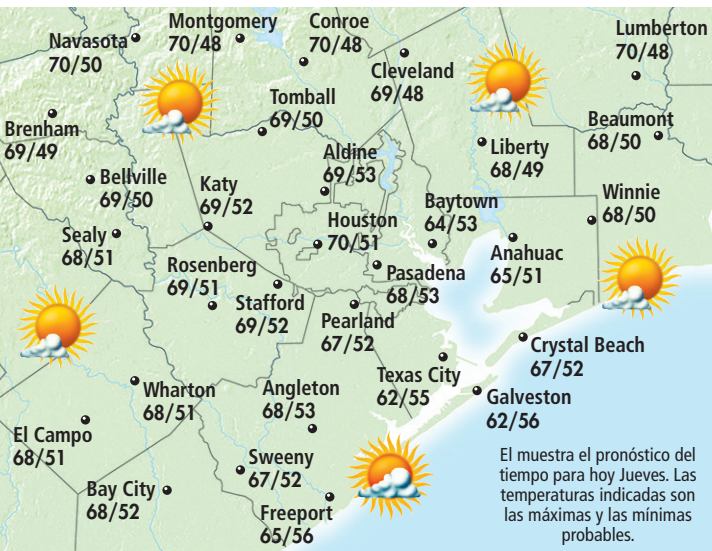 Montgomery
70/48
Conroe
70/48
Lumberton
70/48
Navasota
70/50
Cleveland
69/48
Tomball
69/50
Brenham
69/49
Beaumont
68/50
Liberty
68/49
Aldine
69/53
Bellville
69/50
Katy
69/52
Baytown
64/53
Winnie
68/50
Houston
70/51
Sealy
68/51
Anahuac
65/51
Rosenberg
69/51
Pasadena
68/53
Stafford
69/52
Pearland
67/52
Crystal Beach
67/52
Texas City
62/55
Wharton
68/51
Angleton
68/53
Galveston
62/56
El Campo
68/51
Sweeny
67/52
Bay City
68/52
Freeport
65/56
El muestra el pronóstico del
tiempo para hoy Jueves. Las
temperaturas indicadas son
las máximas y las mínimas
probables.